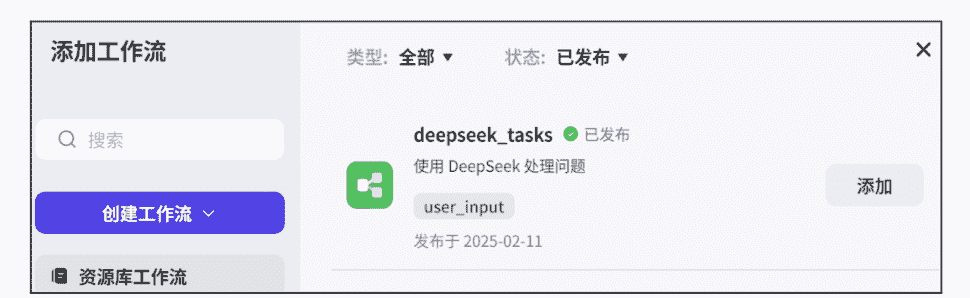 添加工作流
搜索
创建工作流
资源库工作流
类型: 全部 状态: 已发布
deepseek_tasks 已发布
使用 DeepSeek 处理问题
user_input
发布于 2025-02-11
添加